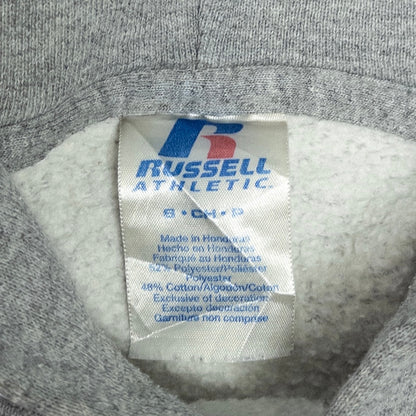 R
RUSSELL
ATHLETIC
S • CH • P
Made in Honduras
Hecho en Honduras
Fabriqué au Honduras
52% Polyester/Poliéster
Polyester
48% Cotton/Algodón/Coton
Exclusive of decoration
Excepto decoración
Garniture non comprise